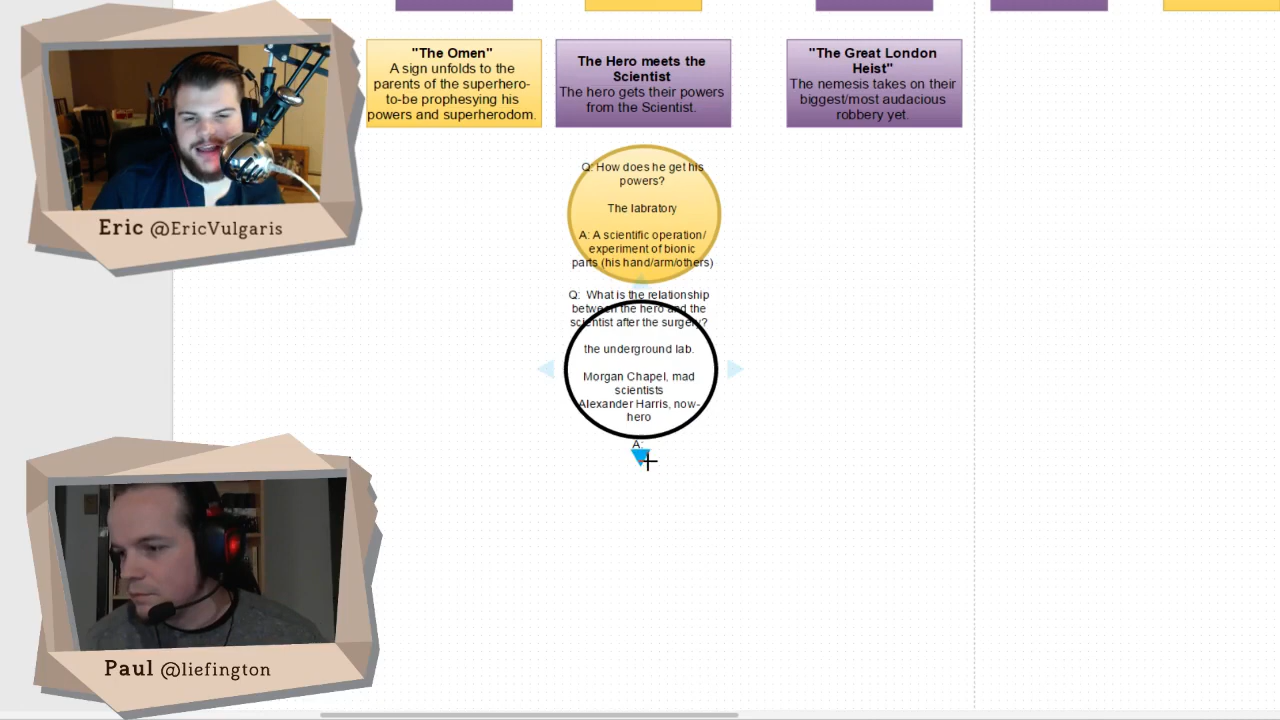 "The Omen"
A sign unfolds to the
parents of the superhero-
to-be prophesying his
powers and superherodom.
The Hero meets the
Scientist
The hero gets their powers
from the Scientist.
"The Great London
Heist"
The nemesis takes on their
biggest/most audacious
robbery yet.
Q: How does he get his
powers?
The labratory
A: A scientific operation/
experiment of bionic
parts (his hand/arm/others)
Q: What is the relationship
between the hero and the
scientist after the surgery?
the underground lab.
Morgan Chapel, mad
scientists
Alexander Harris, now-
hero
A:
Eric @EricVulgaris
Paul @liefington